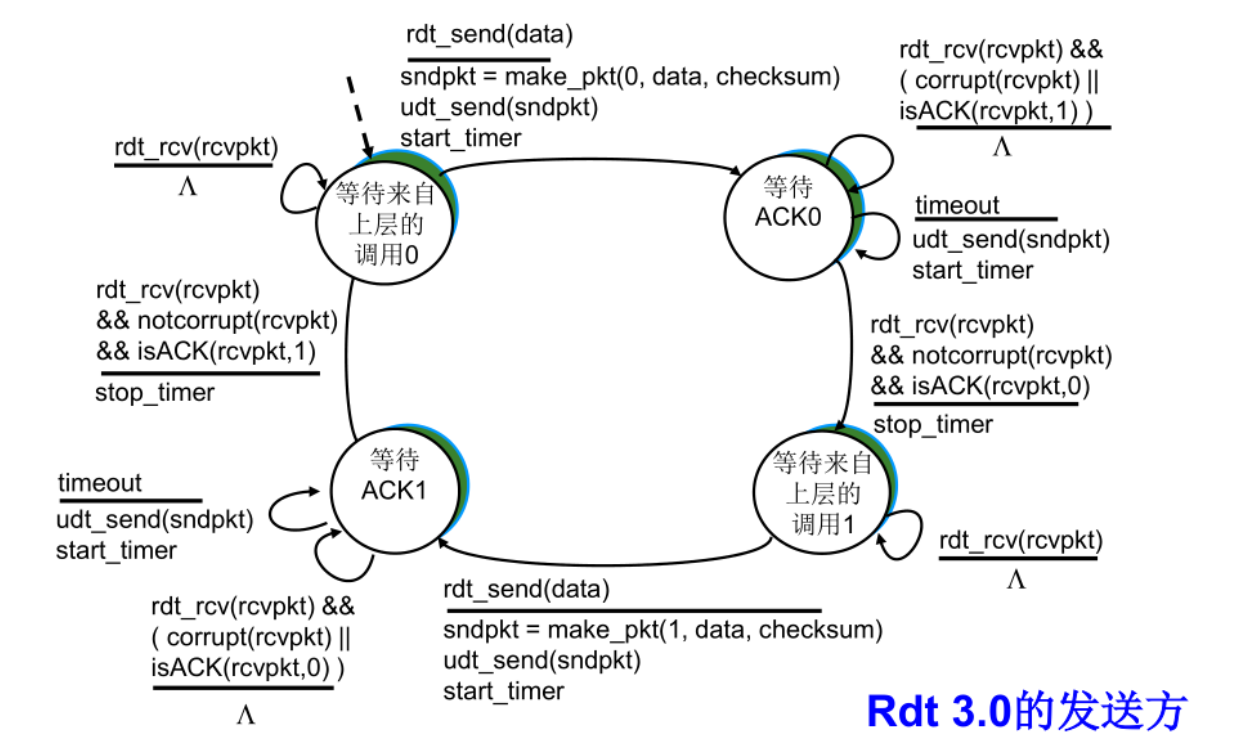 rdt_send(data)
sndpkt = make_pkt(0, data, checksum)
udt_send(sndpkt)
start_timer
rdt_rcv(rcvpkt) &&
( corrupt(rcvpkt) ||
isACK(rcvpkt,1) )
Λ
rdt_rcv(rcvpkt)
Λ
等待来自
上层的
调用0
等待
ACK0
timeout
udt_send(sndpkt)
start_timer
rdt_rcv(rcvpkt)
&& notcorrupt(rcvpkt)
&& isACK(rcvpkt,1)
stop_timer
rdt_rcv(rcvpkt)
&& notcorrupt(rcvpkt)
&& isACK(rcvpkt,0)
stop_timer
等待
ACK1
等待来自
上层的
调用1
timeout
udt_send(sndpkt)
start_timer
rdt_rcv(rcvpkt)
Λ
rdt_rcv(rcvpkt) &&
( corrupt(rcvpkt) ||
isACK(rcvpkt,0) )
Λ
rdt_send(data)
sndpkt = make_pkt(1, data, checksum)
udt_send(sndpkt)
start_timer
Rdt 3.0的发送方